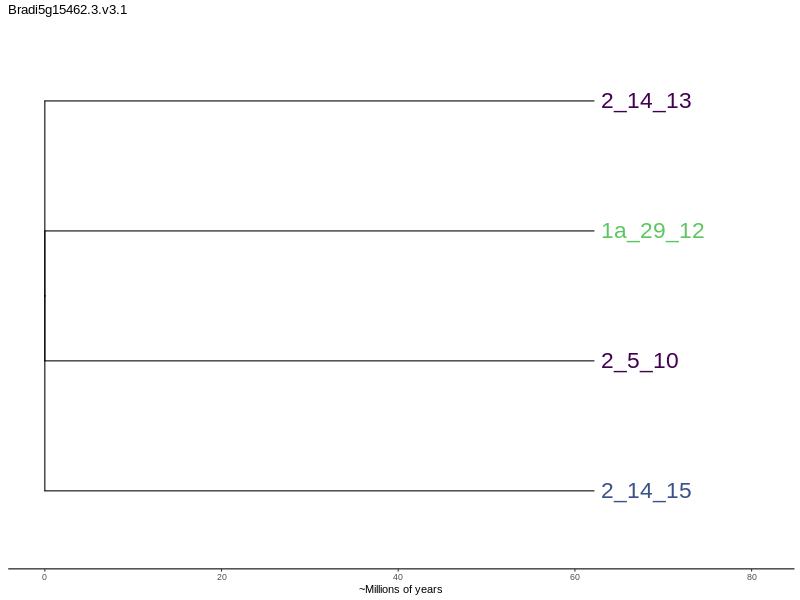 Bradi5g15462.3.v3.1
2_14_13
1a_29_12
2_5_10
2_14_15
0 20 40 60 80
~Millions of years